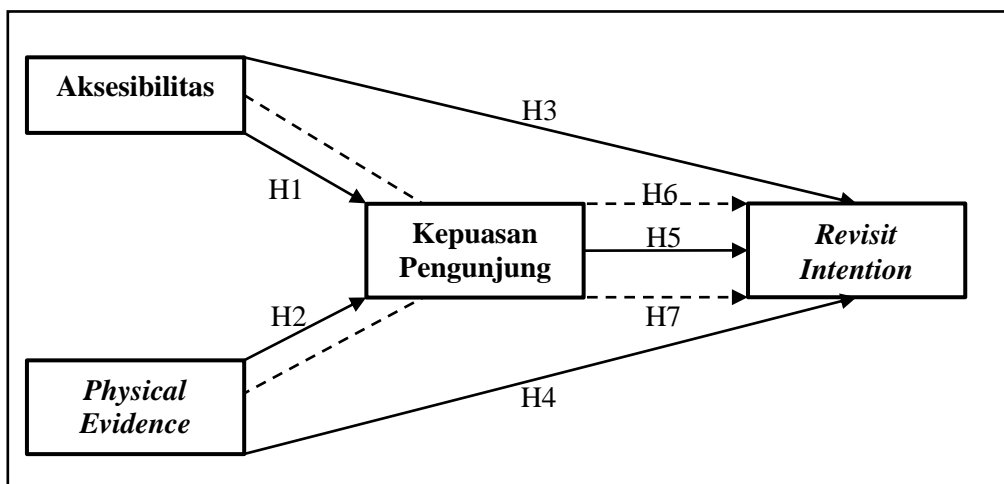 Aksesibilitas
H3
H1
H6
Kepuasan
Pengunjung
H5
Revisit
Intention
H2
H7
Physical
Evidence
H4